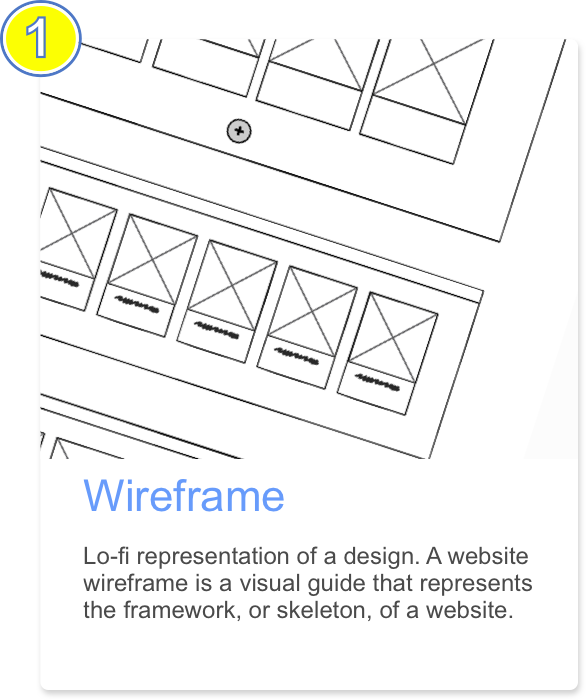 1
Wireframe
Lo-fi representation of a design. A website
wireframe is a visual guide that represents
the framework, or skeleton, of a website.